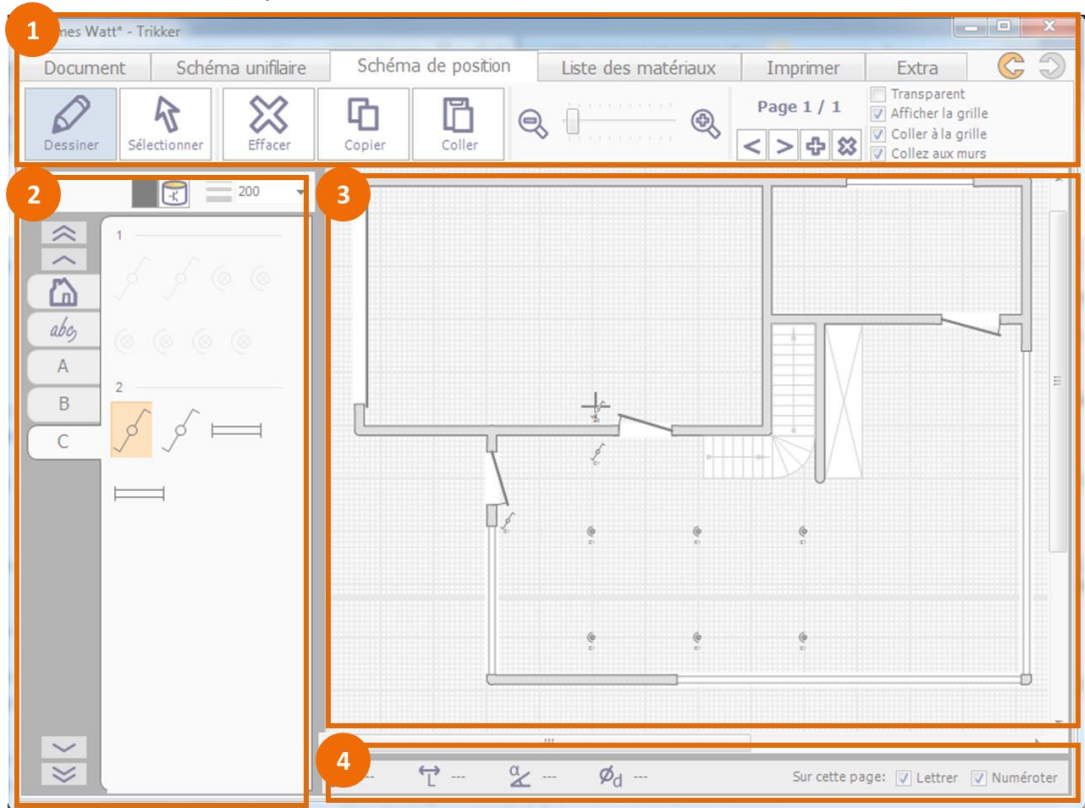 1
mes Watt* - Trikker
Document Schéma unifilaire Schéma de position Liste des matériaux Imprimer Extra
Dessiner Sélectionner Effacer Copier Coller
Page 1 / 1
Transparent
Afficher la grille
Coller à la grille
Collez aux murs
2
200
1
abc
A
B
C
2
3
4
--- L --- α --- Ød ---
Sur cette page: Lettrer Numéroter